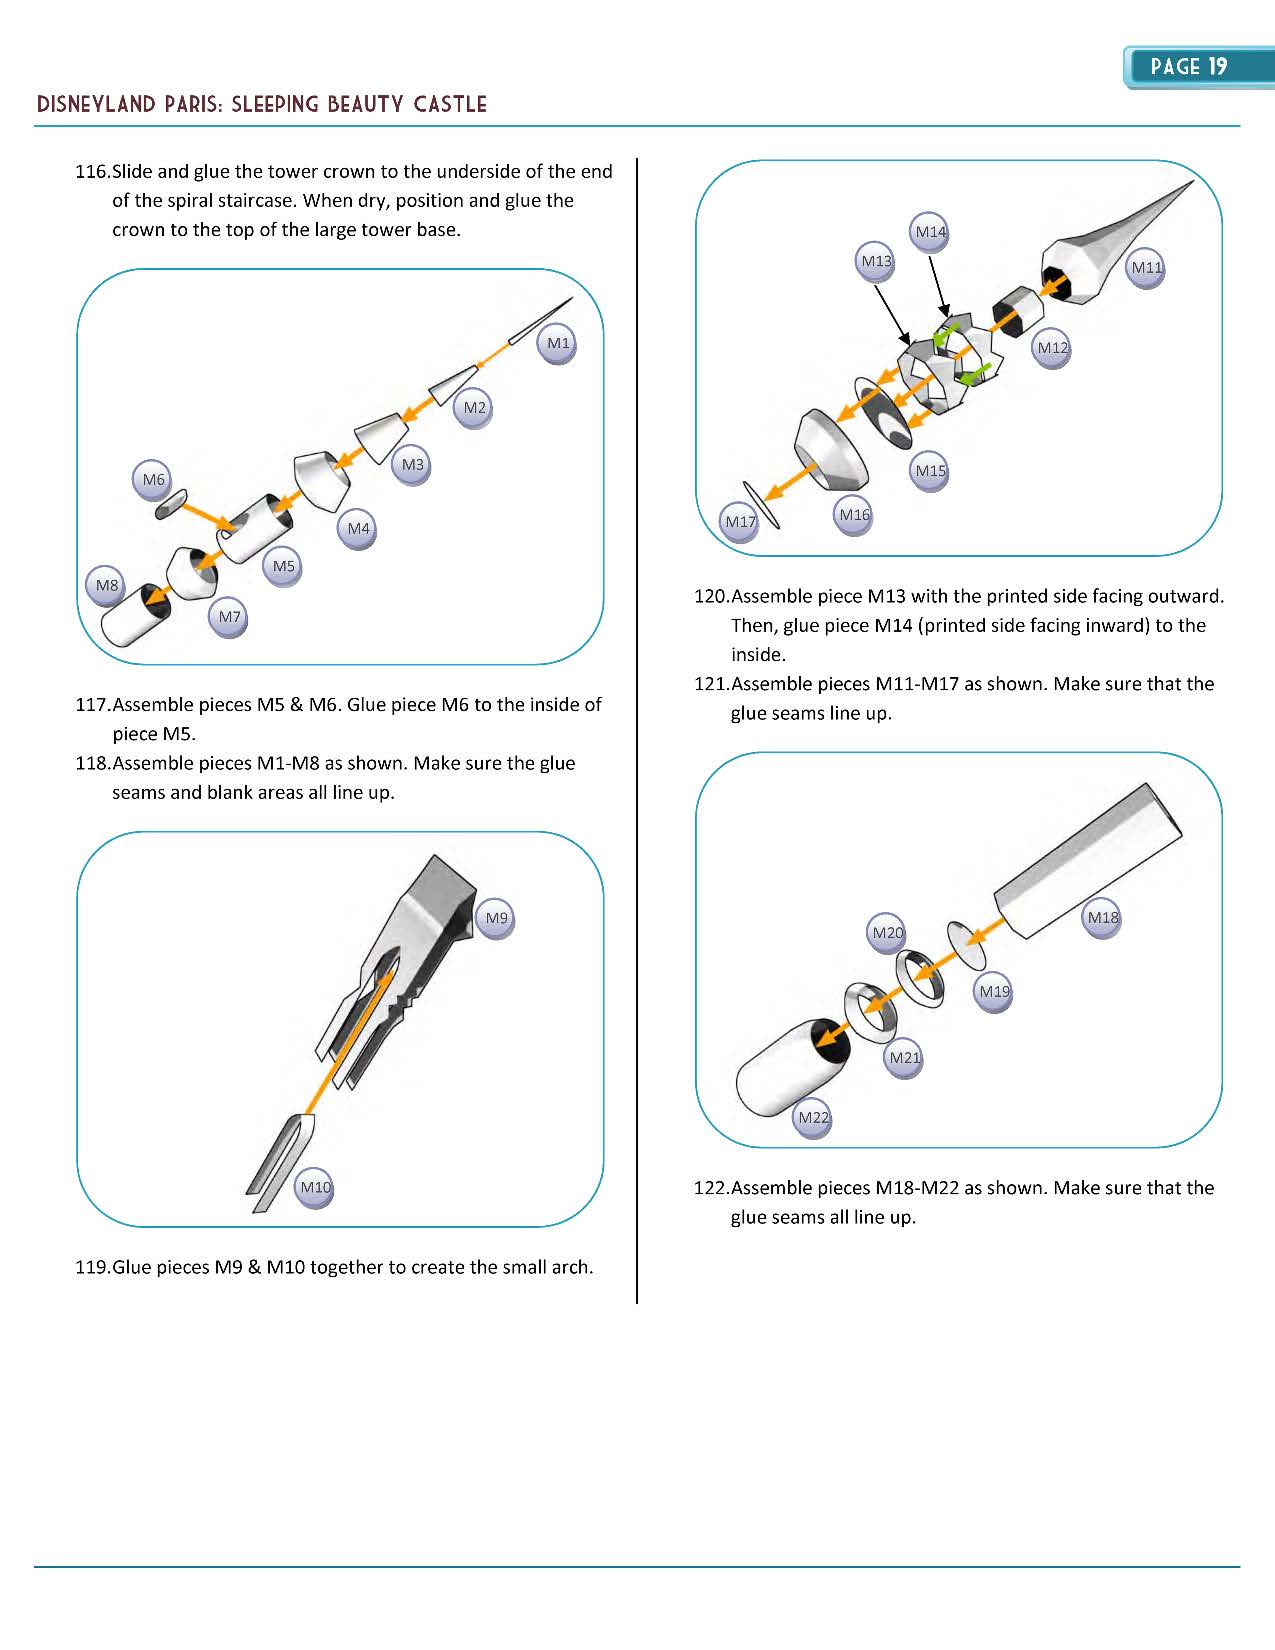 PAGE 19
DISNEYLAND PARIS: SLEEPING BEAUTY CASTLE
116.Slide and glue the tower crown to the underside of the end
of the spiral staircase. When dry, position and glue the
crown to the top of the large tower base.
M1
M2
M3
M6
M4
M5
M8
M7
117.Assemble pieces M5 & M6. Glue piece M6 to the inside of
piece M5.
118.Assemble pieces M1-M8 as shown. Make sure the glue
seams and blank areas all line up.
M9
M10
119.Glue pieces M9 & M10 together to create the small arch.
M14
M13
M11
M12
M15
M16
M17
120.Assemble piece M13 with the printed side facing outward.
Then, glue piece M14 (printed side facing inward) to the
inside.
121.Assemble pieces M11-M17 as shown. Make sure that the
glue seams line up.
M18
M20
M19
M21
M22
122.Assemble pieces M18-M22 as shown. Make sure that the
glue seams all line up.